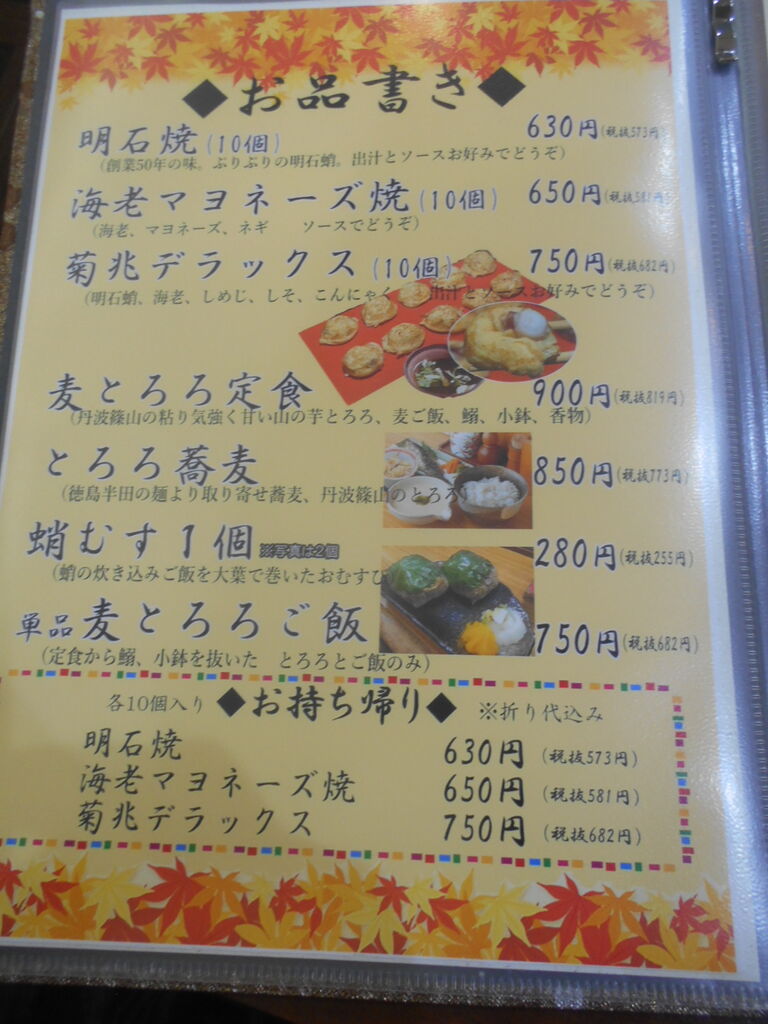 ◆お品書き◆
明石焼(10個) 630円(税抜573円)
(創業50年の味。ぷりぷりの明石蛸。出汁とソースお好みでどうぞ)
海老マヨネーズ焼(10個) 650円(税抜581円)
(海老、マヨネーズ、ネギ　ソースでどうぞ)
菊兆デラックス(10個) 750円(税抜682円)
(明石蛸、海老、しめじ、しそ、こんにゃく　出汁とソースお好みでどうぞ)
麦とろろ定食 900円(税抜819円)
(丹波篠山の粘り気強く甘い山の芋とろろ、麦ご飯、鰯、小鉢、香物)
とろろ蕎麦 850円(税抜773円)
(徳島半田の麺より取り寄せ蕎麦、丹波篠山のとろろ)
蛸むす1個 ※写真は2個 280円(税抜255円)
(蛸の炊き込みご飯を大葉で巻いたおむすび
単品麦とろろご飯 750円(税抜682円)
(定食から鰯、小鉢を抜いた　とろろとご飯のみ)
各10個入り ◆お持ち帰り◆ ※折り代込み
明石焼 630円 (税抜573円)
海老マヨネーズ焼 650円 (税抜581円)
菊兆デラックス 750円 (税抜682円)